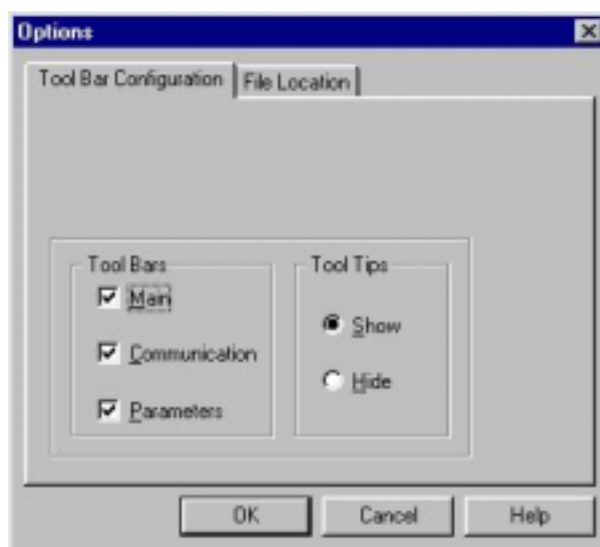 Options
Tool Bar Configuration
File Location
Tool Bars
Main
Communication
Parameters
Tool Tips
Show
Hide
OK
Cancel
Help